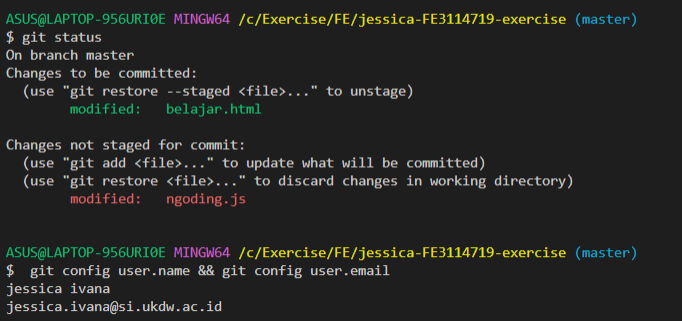 ASUS@LAPTOP-956URI0E MINGW64 /c/Exercise/FE/jessica-FE3114719-exercise (master)
$ git status
On branch master
Changes to be committed:
  (use "git restore --staged <file>..." to unstage)
        modified:   belajar.html
Changes not staged for commit:
  (use "git add <file>..." to update what will be committed)
  (use "git restore <file>..." to discard changes in working directory)
        modified:   ngoding.js
ASUS@LAPTOP-956URI0E MINGW64 /c/Exercise/FE/jessica-FE3114719-exercise (master)
$  git config user.name && git config user.email
jessica ivana
jessica.ivana@si.ukdw.ac.id